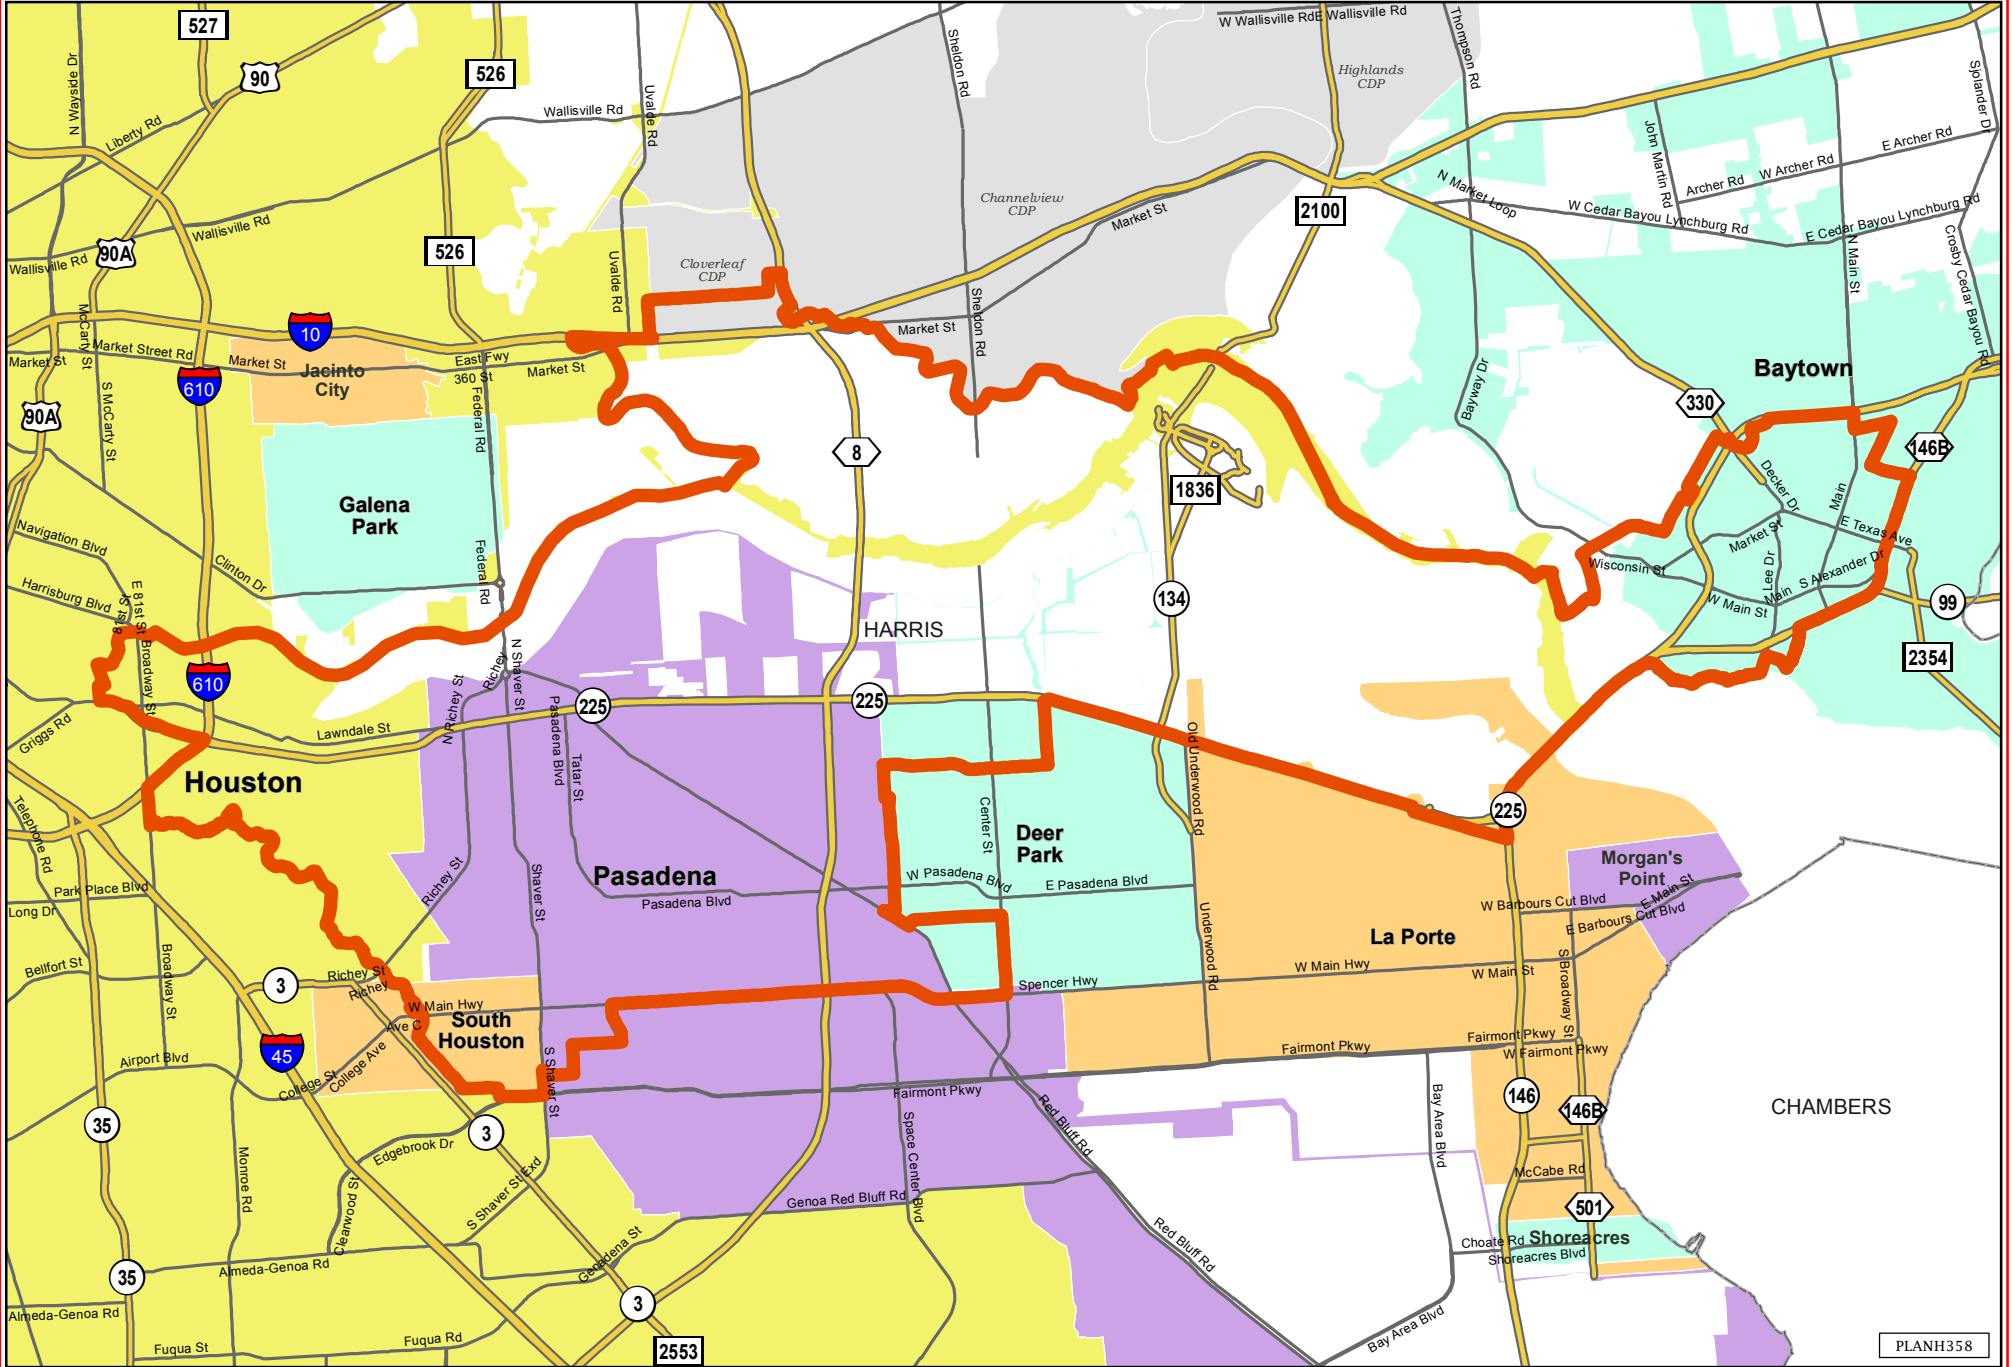 527
90
526
W Wallisville Rd
E Wallisville Rd
Thompson Rd
Sheldon Rd
Highlands
CDP
N Wayside Dr
Liberty Rd
Wallisville Rd
Uvalde Rd
Sjolander Dr
John Martin Rd
E Archer Rd
W Archer Rd
Archer Rd
Channelview
CDP
Market St
2100
N Market Loop
W Cedar Bayou Lynchburg Rd
E Cedar Bayou Lynchburg Rd
Crosby Cedar Bayou Rd
N Main St
Wallisville Rd
90A
Wallisville Rd
526
Uvalde Rd
Cloverleaf
CDP
Sheldon Rd
McCarty St
10
Market St
Market Street Rd
Market St
East Fwy
360 St
Market St
Market St
Jacinto
City
610
S McCarty St
90A
Federal Rd
Bayway Dr
Baytown
330
146B
8
1836
Decker Dr
Main
Galena
Park
E Texas Ave
Market St
Lee Dr
S Alexander Dr
Wisconsin St
Main
W Main St
99
2354
Navigation Blvd
Clinton Dr
Federal Rd
Harrisburg Blvd
81st St
E 81st St
Broadway St
134
HARRIS
610
Richey
N Shaver St
N Richey St
225
225
Pasadena Blvd
Tatar St
Griggs Rd
Lawndale St
Old Underwood Rd
Houston
225
Center St
Deer
Park
Telephone Rd
Morgan's
Point
Pasadena
Richey St
Shaver St
W Pasadena Blvd
E Pasadena Blvd
Pasadena Blvd
Park Place Blvd
Long Dr
W Barbours Cut Blvd
E Main St
E Barbours Cut Blvd
Underwood Rd
La Porte
Broadway St
S Broadway St
Bellfort St
3
Richey St
Richey
W Main Hwy
W Main St
Spencer Hwy
W Main Hwy
Ave C
South
Houston
45
Airport Blvd
College St
College Ave
S Shaver St
Fairmont Pkwy
Fairmont Pkwy
W Fairmont Pkwy
Fairmont Pkwy
146
146B
CHAMBERS
35
3
Edgebrook Dr
Red Bluff Rd
Bay Area Blvd
Space Center Blvd
Monroe Rd
Clearwood St
S Shaver St Exd
McCabe Rd
Genoa Red Bluff Rd
501
Red Bluff Rd
Choate Rd
Shoreacres
Shoreacres Blvd
35
Almeda-Genoa Rd
Genadena St
Almeda-Genoa Rd
3
Fuqua St
Fuqua Rd
2553
Bay Area Blvd
PLANH358